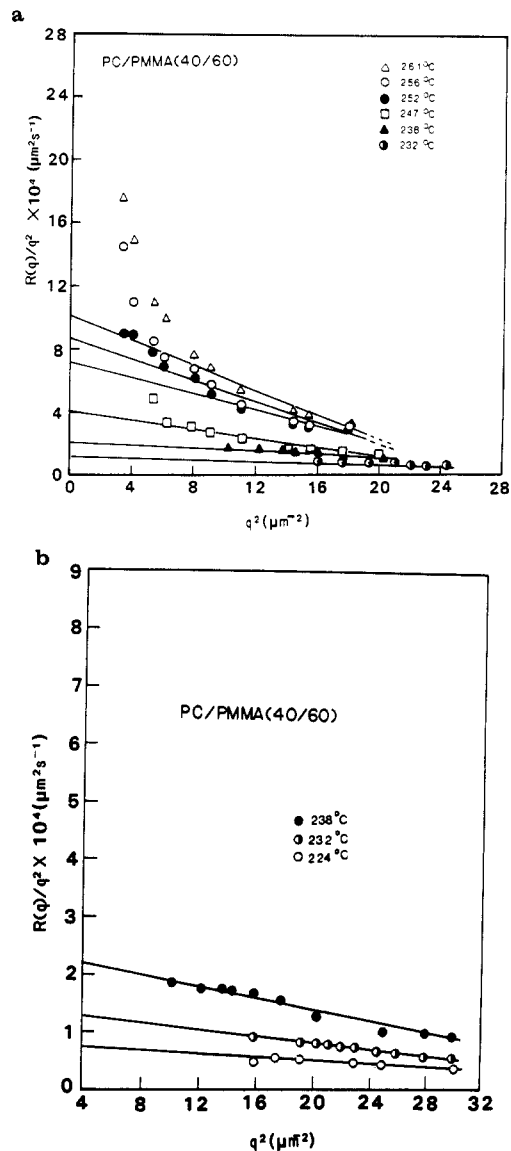 a
28
24
20
16
12
8
4
0
R(q)/q² ×10⁴ (μm²s⁻¹)
PC/PMMA(40/60)
△ 261°C
○ 256°C
● 252°C
□ 247°C
▲ 238°C
◑ 232°C
0 4 8 12 16 20 24 28
q²(μm⁻²)
b
9
8
7
6
5
4
3
2
1
0
R(q)/q² X 10⁴(μm²s⁻¹)
PC/PMMA(40/60)
● 238°C
◑ 232°C
○ 224°C
4 8 12 16 20 24 28 32
q²(μm⁻²)